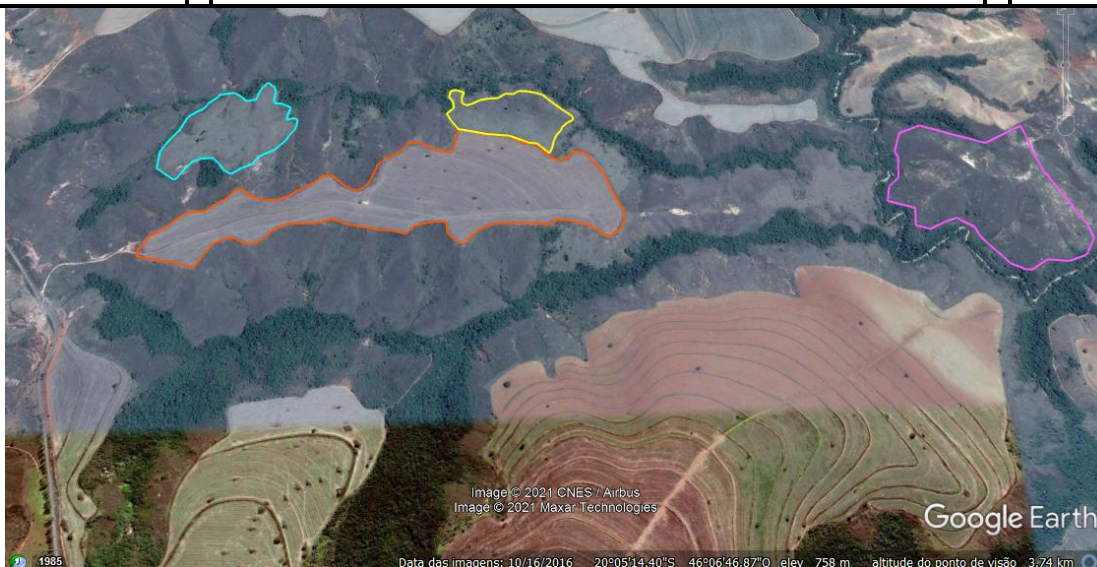 Image © 2021 CNES / Airbus
Image © 2021 Maxar Technologies
Google Earth
1985
Data das imagens: 10/16/2016 20°05'14.40"S 46°06'46.87"O elev 758 m altitude do ponto de visão 3.74 km